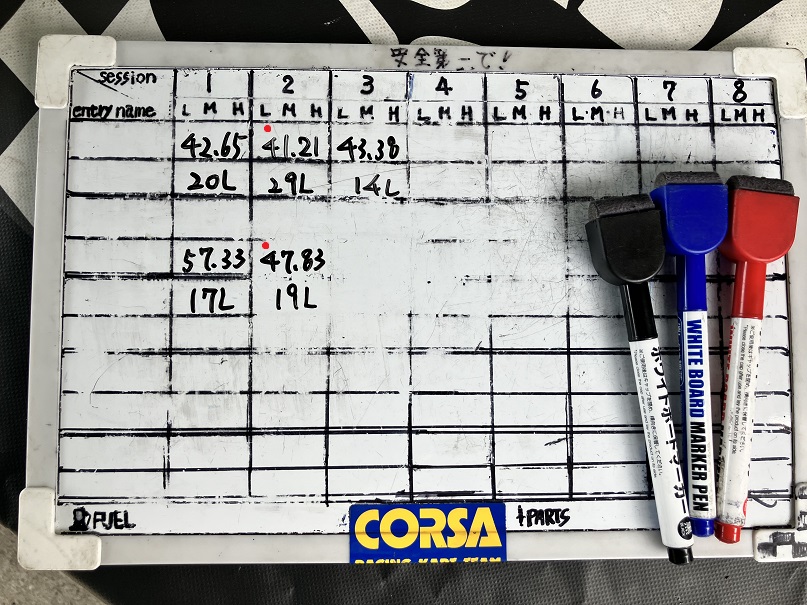 安全第一で!
session 1 2 3 4 5 6 7 8
entry name L M H L M H L M H L M H L M H L M H L M H L M H
42.65 41.21 43.38
20L 29L 14L
57.33 47.83
17L 19L
FUEL
PARTS
CORSA
RACING KART TEAM
ホワイトボードマーカー
WHITE BOARD MARKER PEN